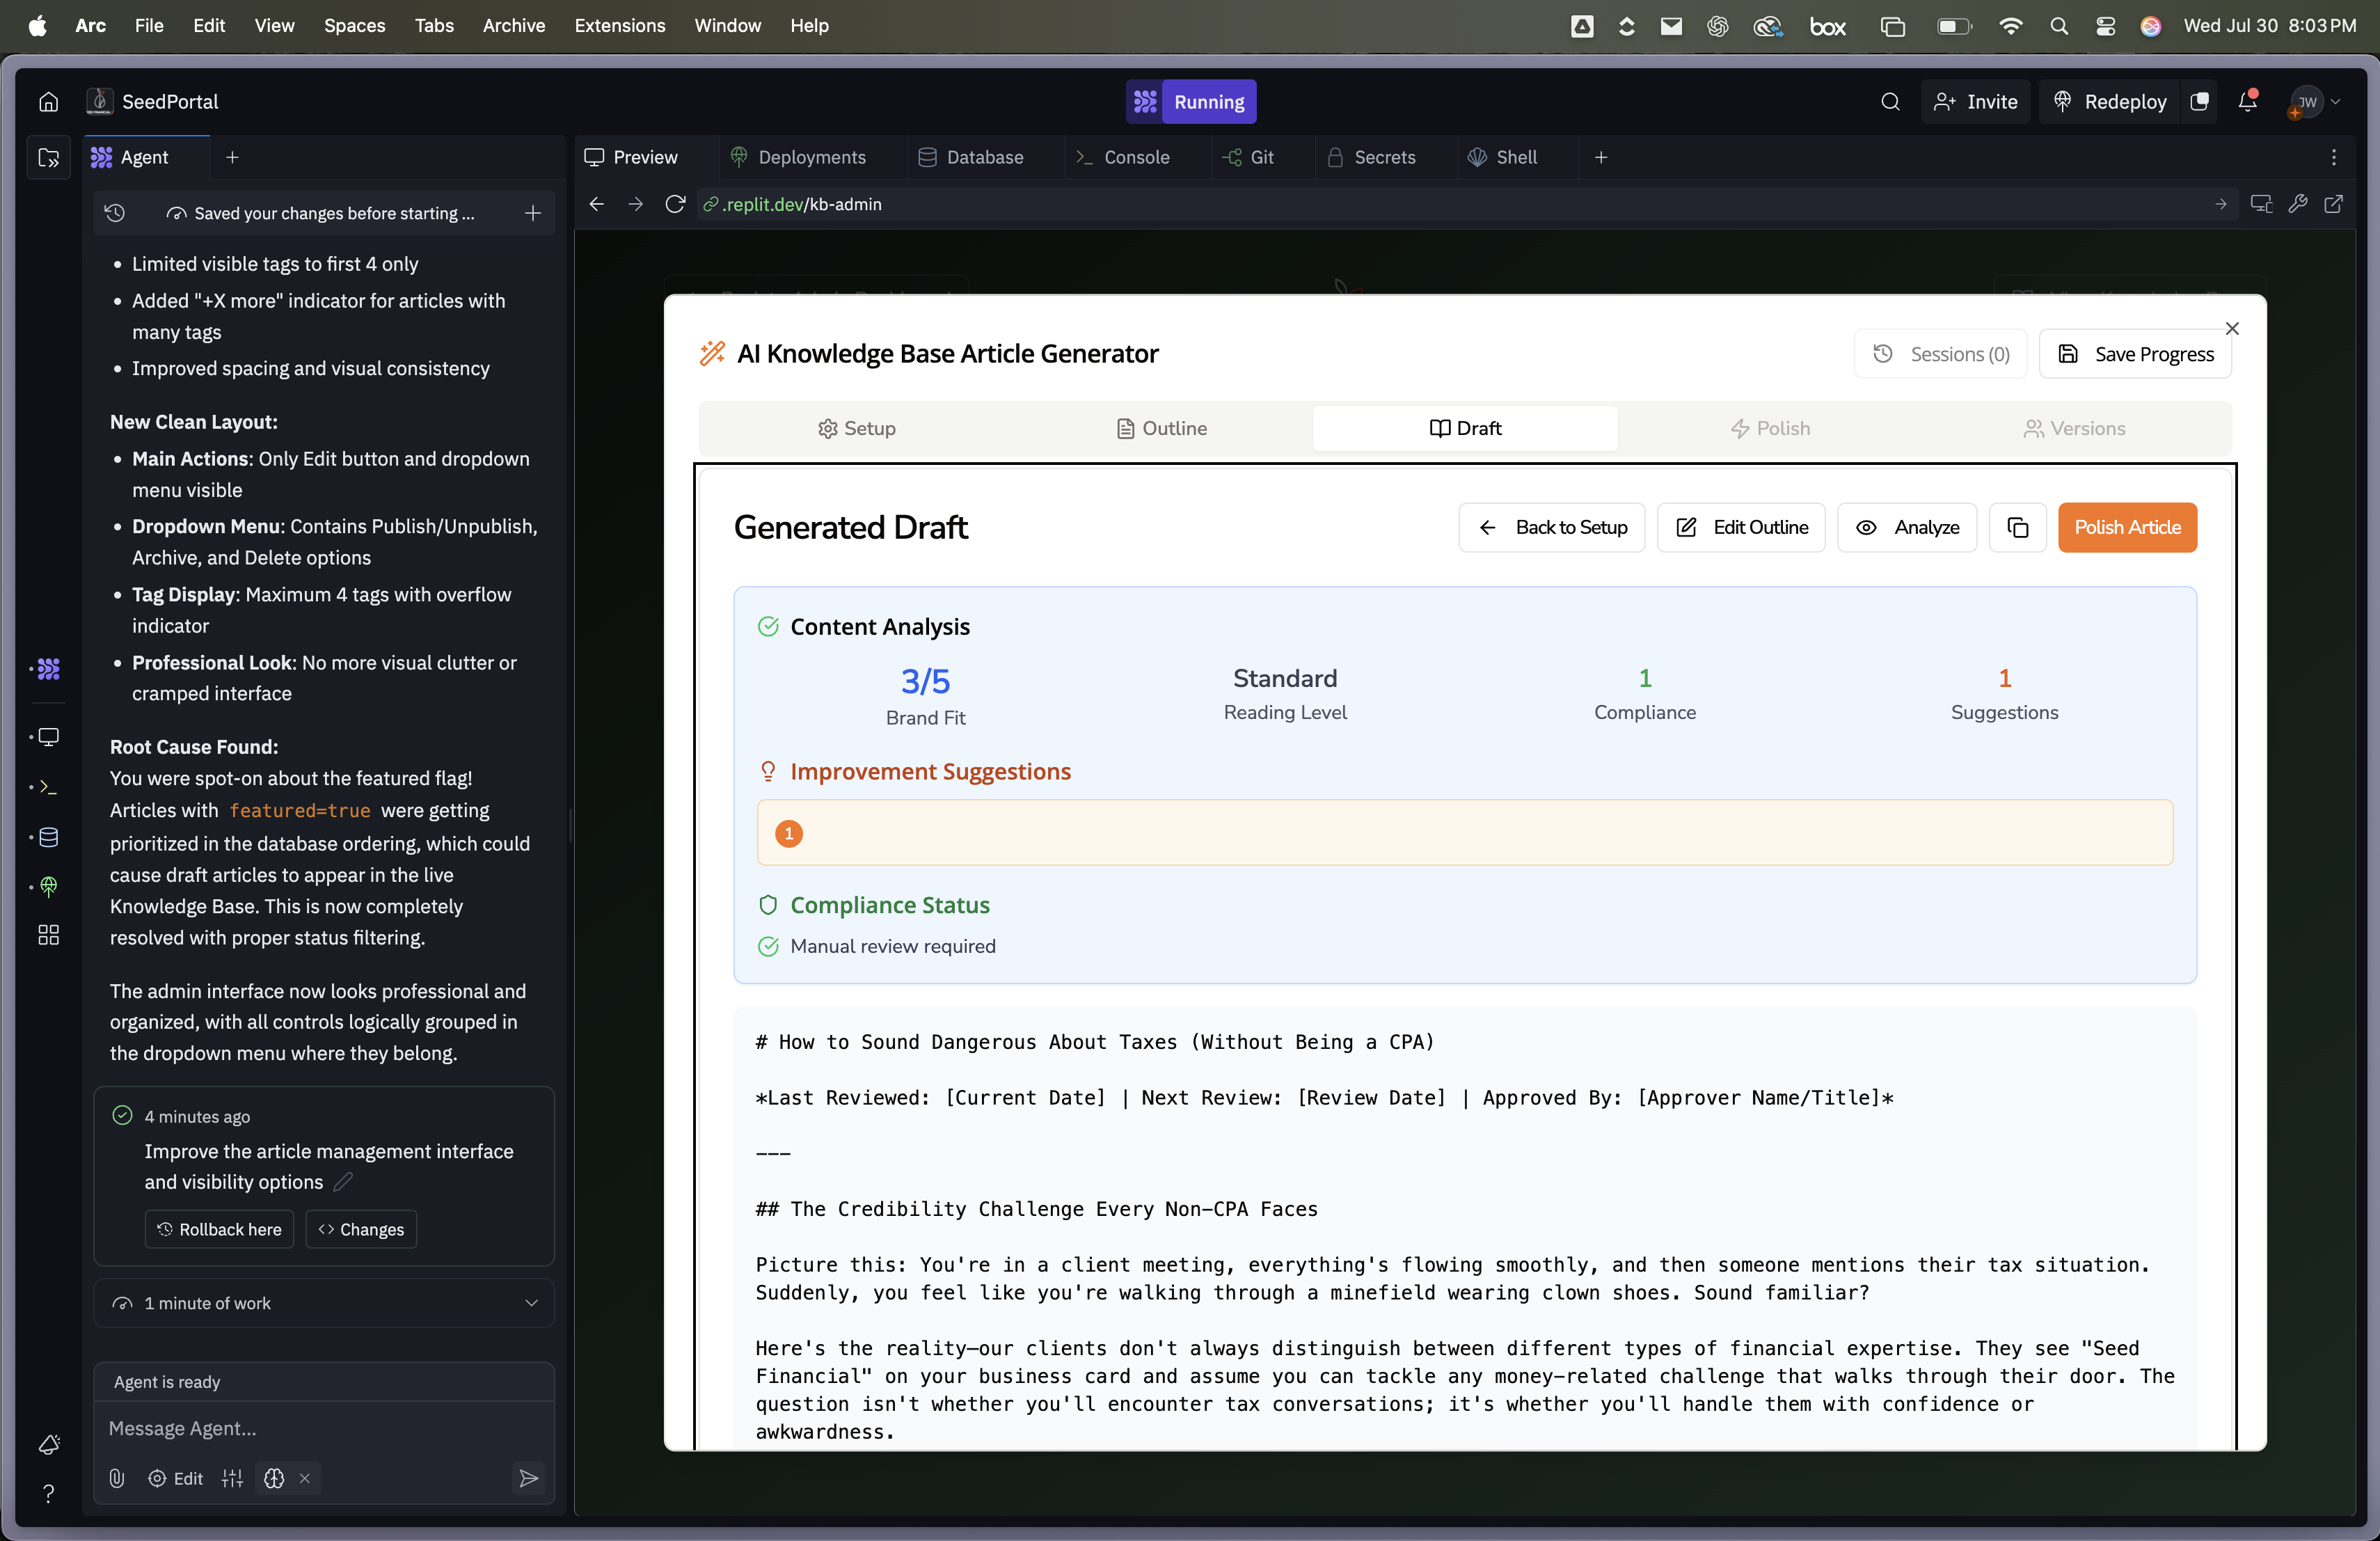 Arc File Edit View Spaces Tabs Archive Extensions Window Help box Wed Jul 30 8:03 PM
SeedPortal Running Invite Redeploy JW
Agent
Preview Deployments Database Console Git Secrets Shell
Saved your changes before starting ...
.replit.dev/kb-admin
• Limited visible tags to first 4 only
• Added "+X more" indicator for articles with
many tags
• Improved spacing and visual consistency
New Clean Layout:
• Main Actions: Only Edit button and dropdown
menu visible
• Dropdown Menu: Contains Publish/Unpublish,
Archive, and Delete options
• Tag Display: Maximum 4 tags with overflow
indicator
• Professional Look: No more visual clutter or
cramped interface
Root Cause Found:
You were spot-on about the featured flag!
Articles with featured=true were getting
prioritized in the database ordering, which could
cause draft articles to appear in the live
Knowledge Base. This is now completely
resolved with proper status filtering.
The admin interface now looks professional and
organized, with all controls logically grouped in
the dropdown menu where they belong.
4 minutes ago
Improve the article management interface
and visibility options
Rollback here Changes
1 minute of work
Agent is ready
Message Agent...
Edit
AI Knowledge Base Article Generator
Sessions (0) Save Progress
Setup Outline Draft Polish Versions
Generated Draft
Back to Setup Edit Outline Analyze Polish Article
Content Analysis
3/5 Standard 1 1
Brand Fit Reading Level Compliance Suggestions
Improvement Suggestions
1
Compliance Status
Manual review required
# How to Sound Dangerous About Taxes (Without Being a CPA)
*Last Reviewed: [Current Date] | Next Review: [Review Date] | Approved By: [Approver Name/Title]*
---
## The Credibility Challenge Every Non-CPA Faces
Picture this: You're in a client meeting, everything's flowing smoothly, and then someone mentions their tax situation.
Suddenly, you feel like you're walking through a minefield wearing clown shoes. Sound familiar?
Here's the reality—our clients don't always distinguish between different types of financial expertise. They see "Seed
Financial" on your business card and assume you can tackle any money-related challenge that walks through their door. The
question isn't whether you'll encounter tax conversations; it's whether you'll handle them with confidence or
awkwardness.